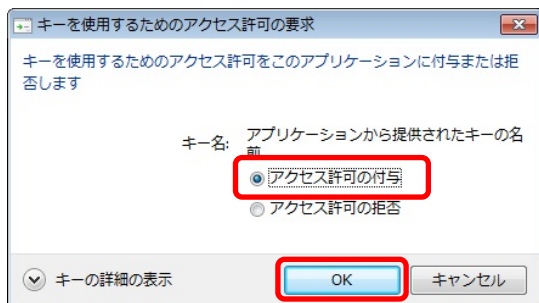 キーを使用するためのアクセス許可の要求
キーを使用するためのアクセス許可をこのアプリケーションに付与または拒
否します
キー名: アプリケーションから提供されたキーの名
前
アクセス許可の付与
アクセス許可の拒否
キーの詳細の表示 OK キャンセル